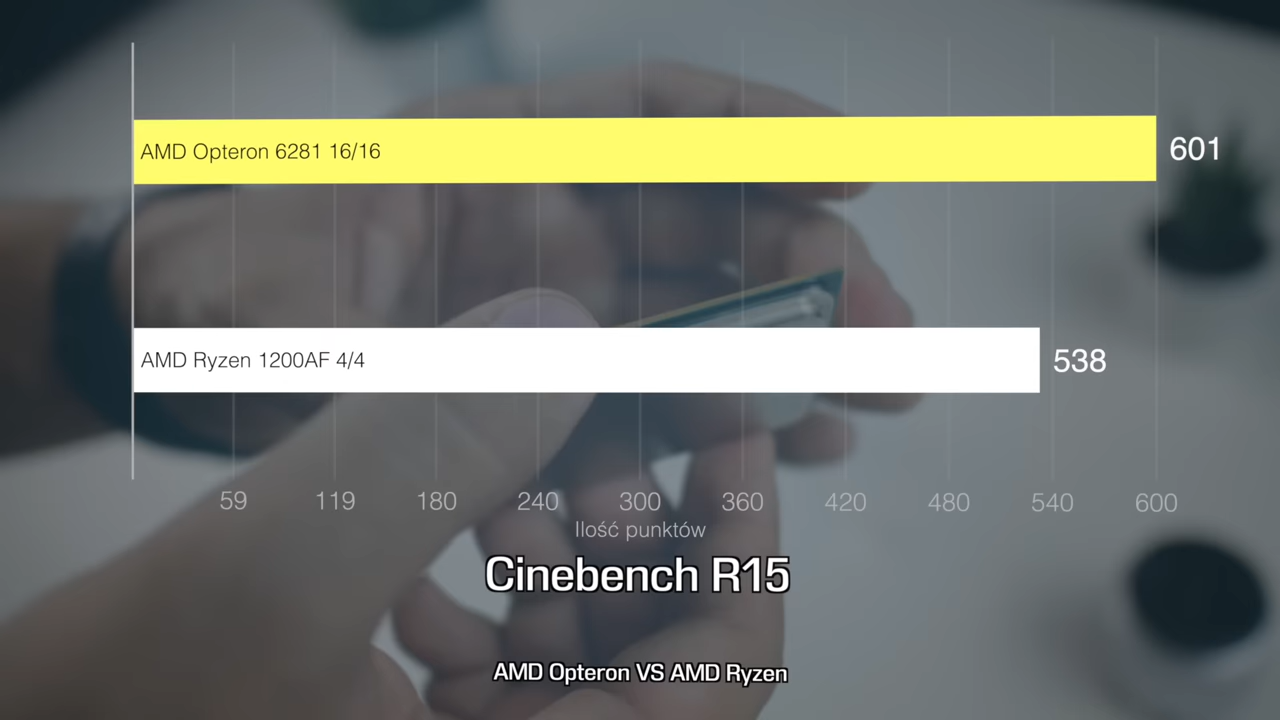 AMD Opteron 6281 16/16
601
AMD Ryzen 1200AF 4/4
538
59 119 180 240 300 360 420 480 540 600
Ilość punktów
Cinebench R15
AMD Opteron VS AMD Ryzen